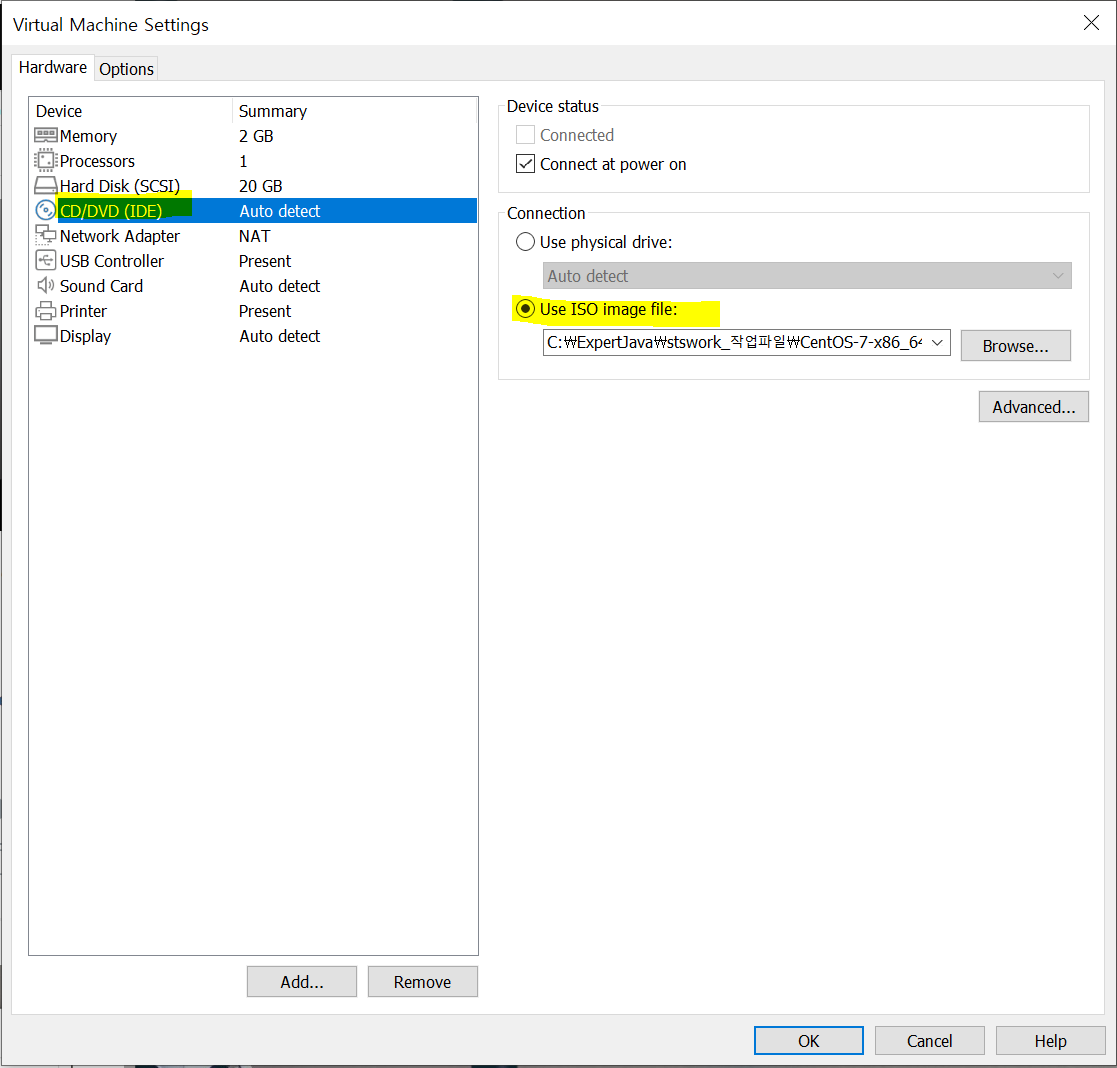 Virtual Machine Settings
Hardware Options
Device Summary
Memory 2 GB
Processors 1
Hard Disk (SCSI) 20 GB
CD/DVD (IDE) Auto detect
Network Adapter NAT
USB Controller Present
Sound Card Auto detect
Printer Present
Display Auto detect
Add... Remove
Device status
Connected
Connect at power on
Connection
Use physical drive:
Auto detect
Use ISO image file:
C:₩ExpertJava₩stswork_작업파일₩CentOS-7-x86_64 Browse...
Advanced...
OK Cancel Help